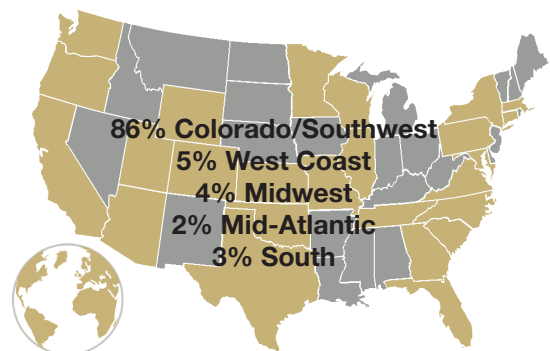 86% Colorado/Southwest
5% West Coast
4% Midwest
2% Mid-Atlantic
3% South